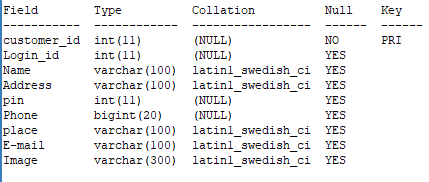 Field Type Collation Null Key
----------- ------------ ----------------- ------ ------
customer_id int(11) (NULL) NO PRI
Login_id int(11) (NULL) YES
Name varchar(100) latin1_swedish_ci YES
Address varchar(100) latin1_swedish_ci YES
pin int(11) (NULL) YES
Phone bigint(20) (NULL) YES
place varchar(100) latin1_swedish_ci YES
E-mail varchar(100) latin1_swedish_ci YES
Image varchar(300) latin1_swedish_ci YES